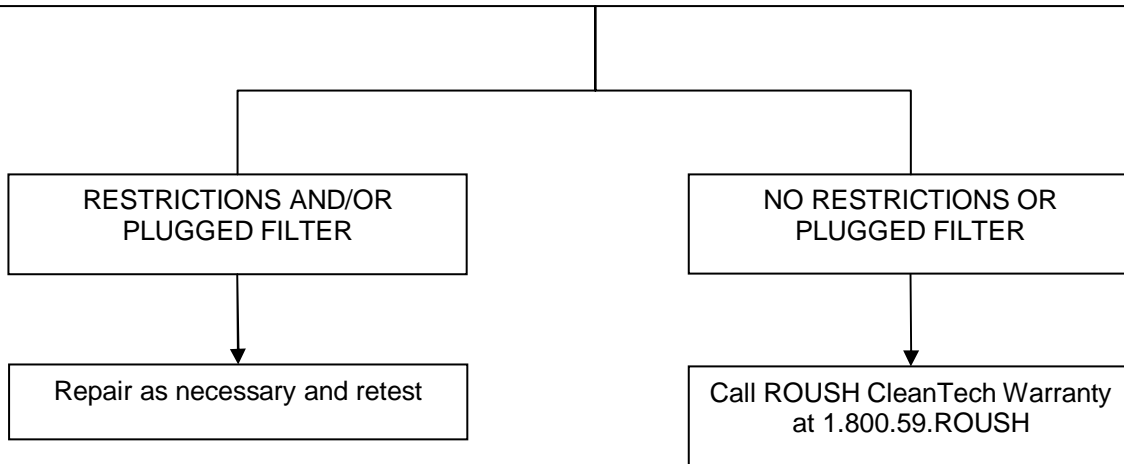 RESTRICTIONS AND/OR
PLUGGED FILTER
NO RESTRICTIONS OR
PLUGGED FILTER
Repair as necessary and retest
Call ROUSH CleanTech Warranty
at 1.800.59.ROUSH